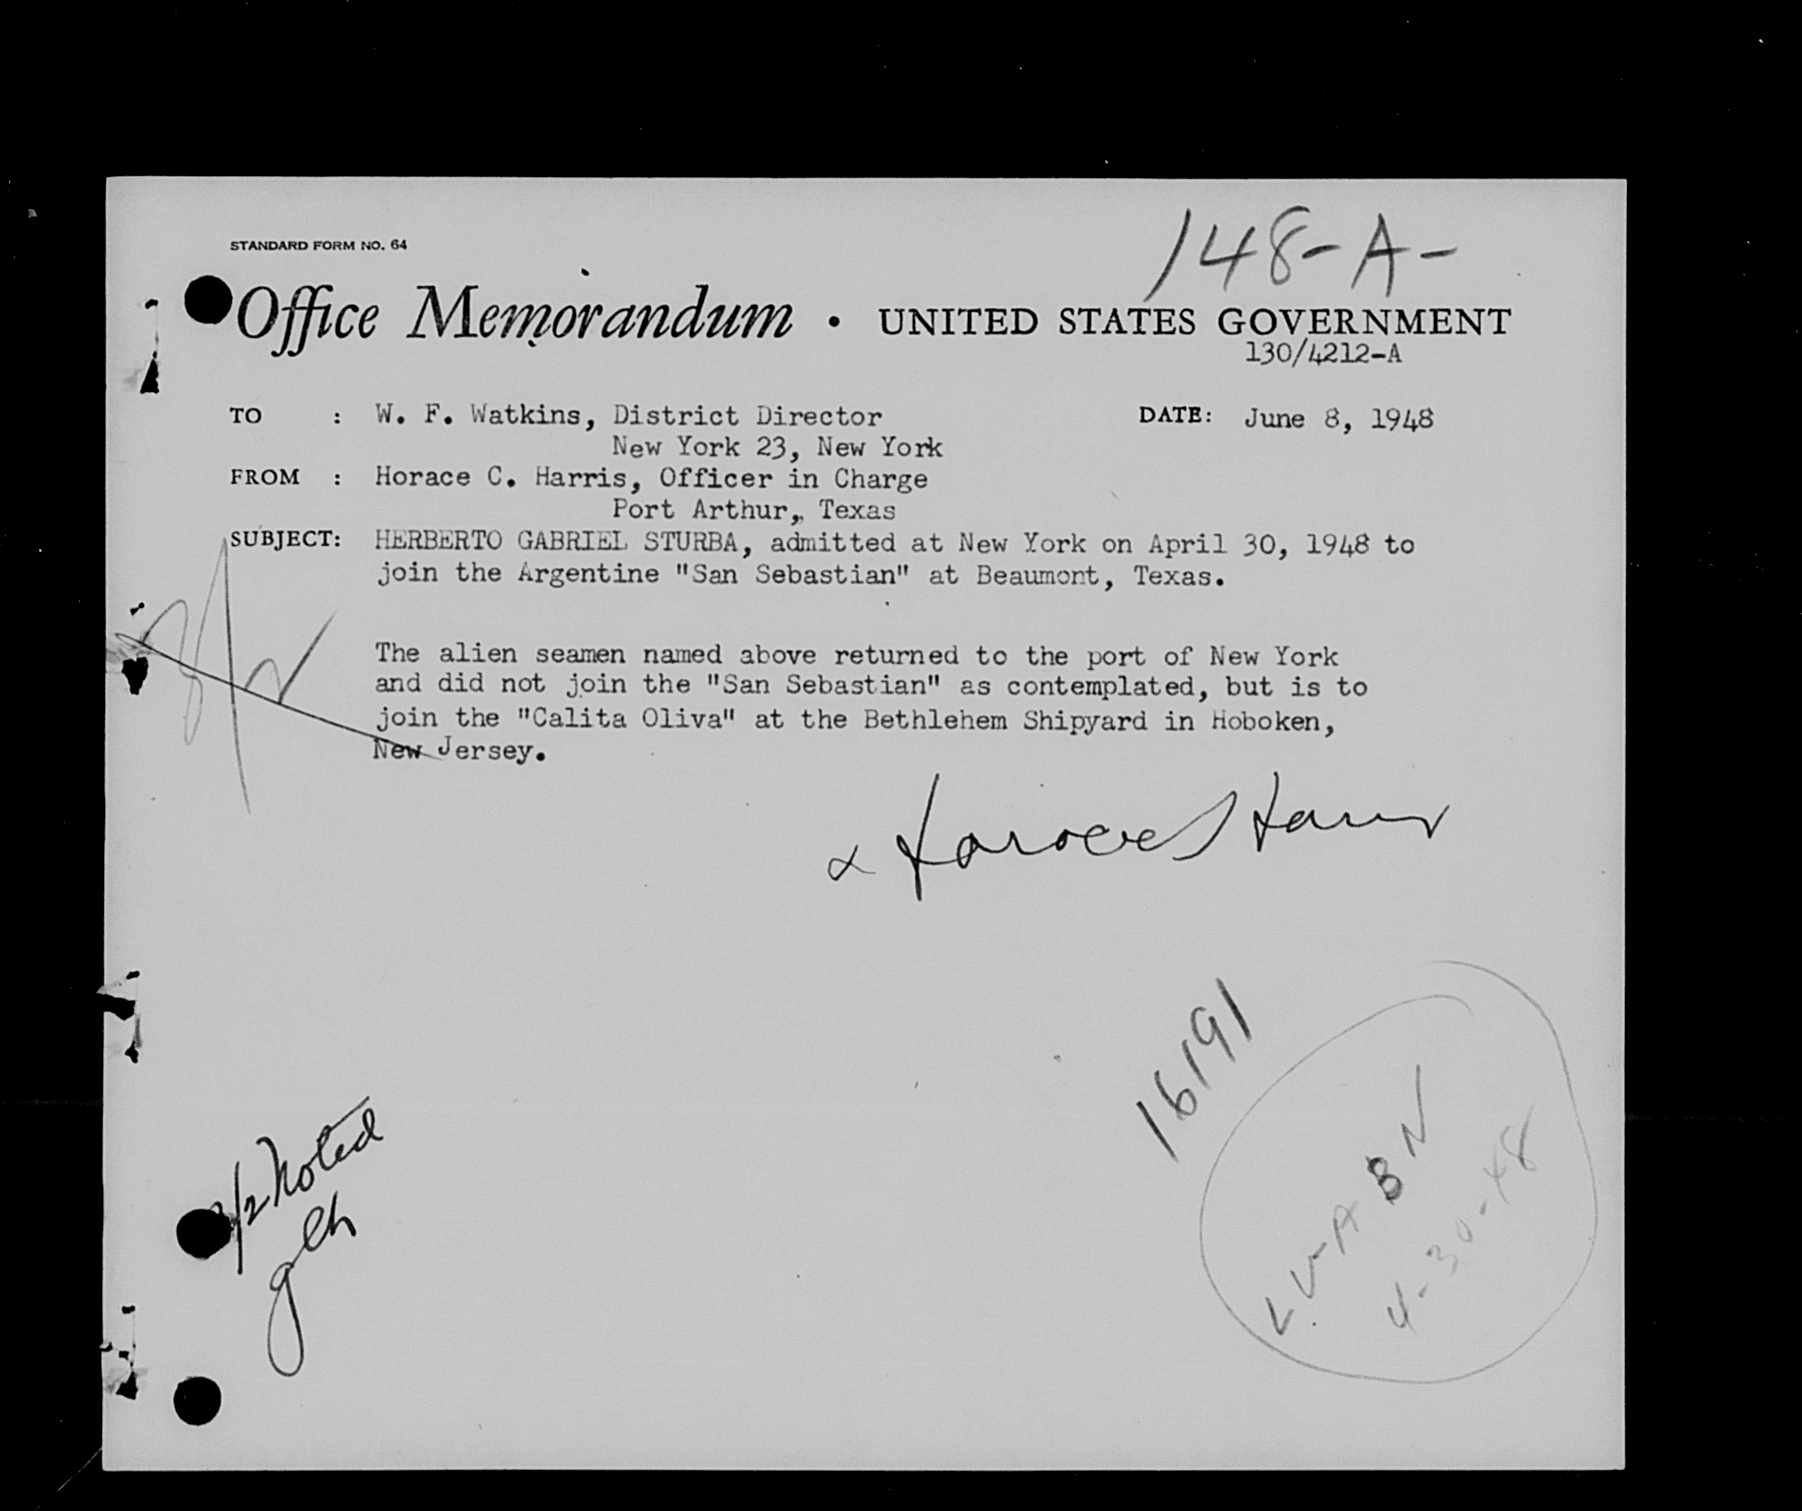 148-A-
STANDARD FORM NO. 64
Office Memorandum • UNITED STATES GOVERNMENT
130/4212-A
TO : W. F. Watkins, District Director DATE: June 8, 1948
New York 23, New York
FROM : Horace C. Harris, Officer in Charge
Port Arthur, Texas
SUBJECT: HERBERTO GABRIEL STURBA, admitted at New York on April 30, 1948 to
join the Argentine "San Sebastian" at Beaumont, Texas.
The alien seamen named above returned to the port of New York
and did not join the "San Sebastian" as contemplated, but is to
join the "Calita Oliva" at the Bethlehem Shipyard in Hoboken,
New Jersey.
Horace C Harris
16191
LV-ABN
4-30-48
Noted